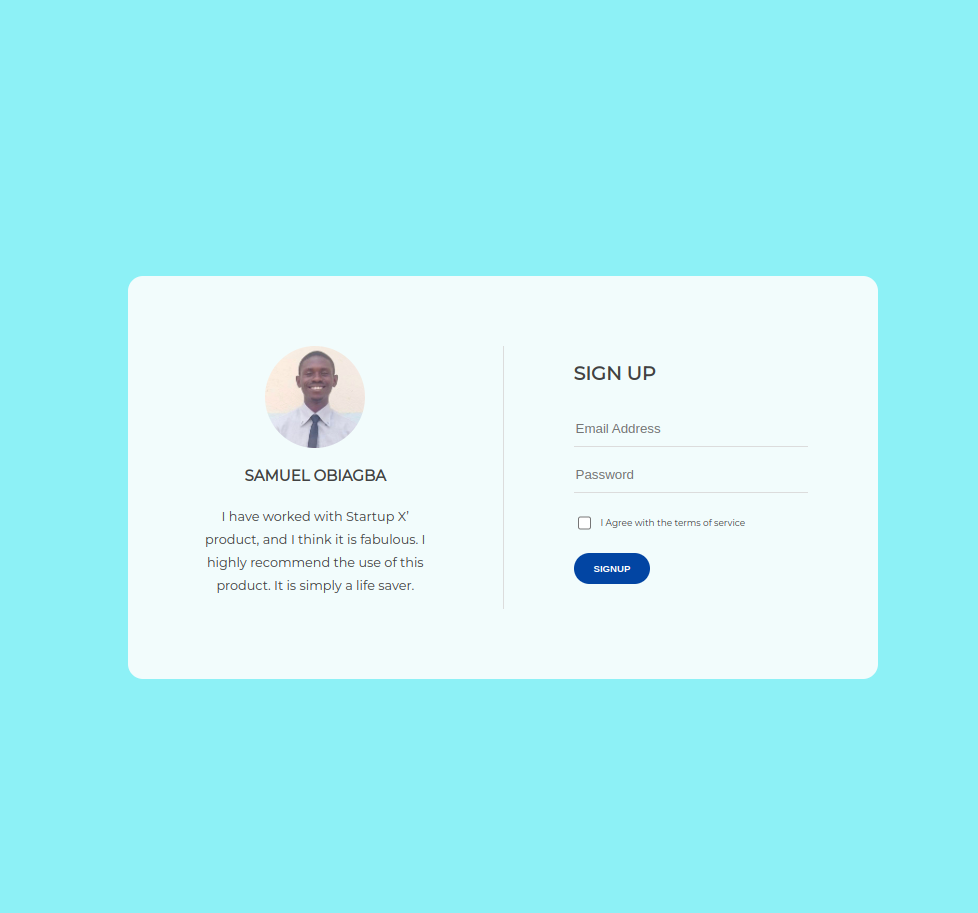 SAMUEL OBIAGBA
I have worked with Startup X’
product, and I think it is fabulous. I
highly recommend the use of this
product. It is simply a life saver.
SIGN UP
Email Address
Password
I Agree with the terms of service
SIGNUP